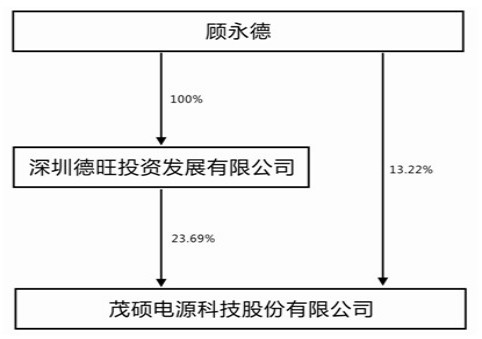 顾永德
100%
深圳德旺投资发展有限公司
13.22%
23.69%
茂硕电源科技股份有限公司